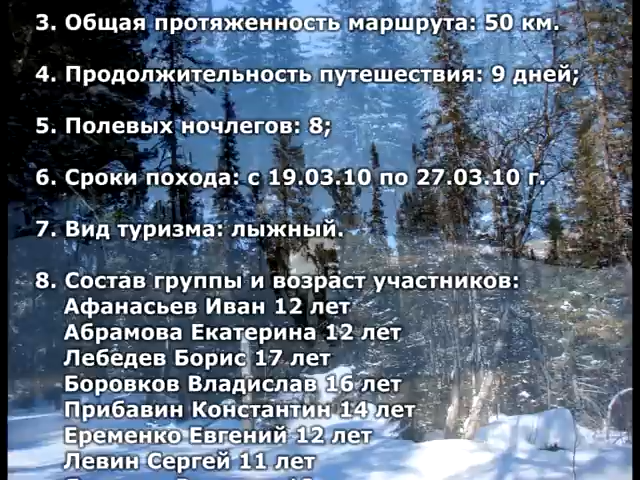 3. Общая протяженность маршрута: 50 км.
4. Продолжительность путешествия: 9 дней;
5. Полевых ночлегов: 8;
6. Сроки похода: с 19.03.10 по 27.03.10 г.
7. Вид туризма: лыжный.
8. Состав группы и возраст участников:
Афанасьев Иван 12 лет
Абрамова Екатерина 12 лет
Лебедев Борис 17 лет
Боровков Владислав 16 лет
Прибавин Константин 14 лет
Еременко Евгений 12 лет
Левин Сергей 11 лет